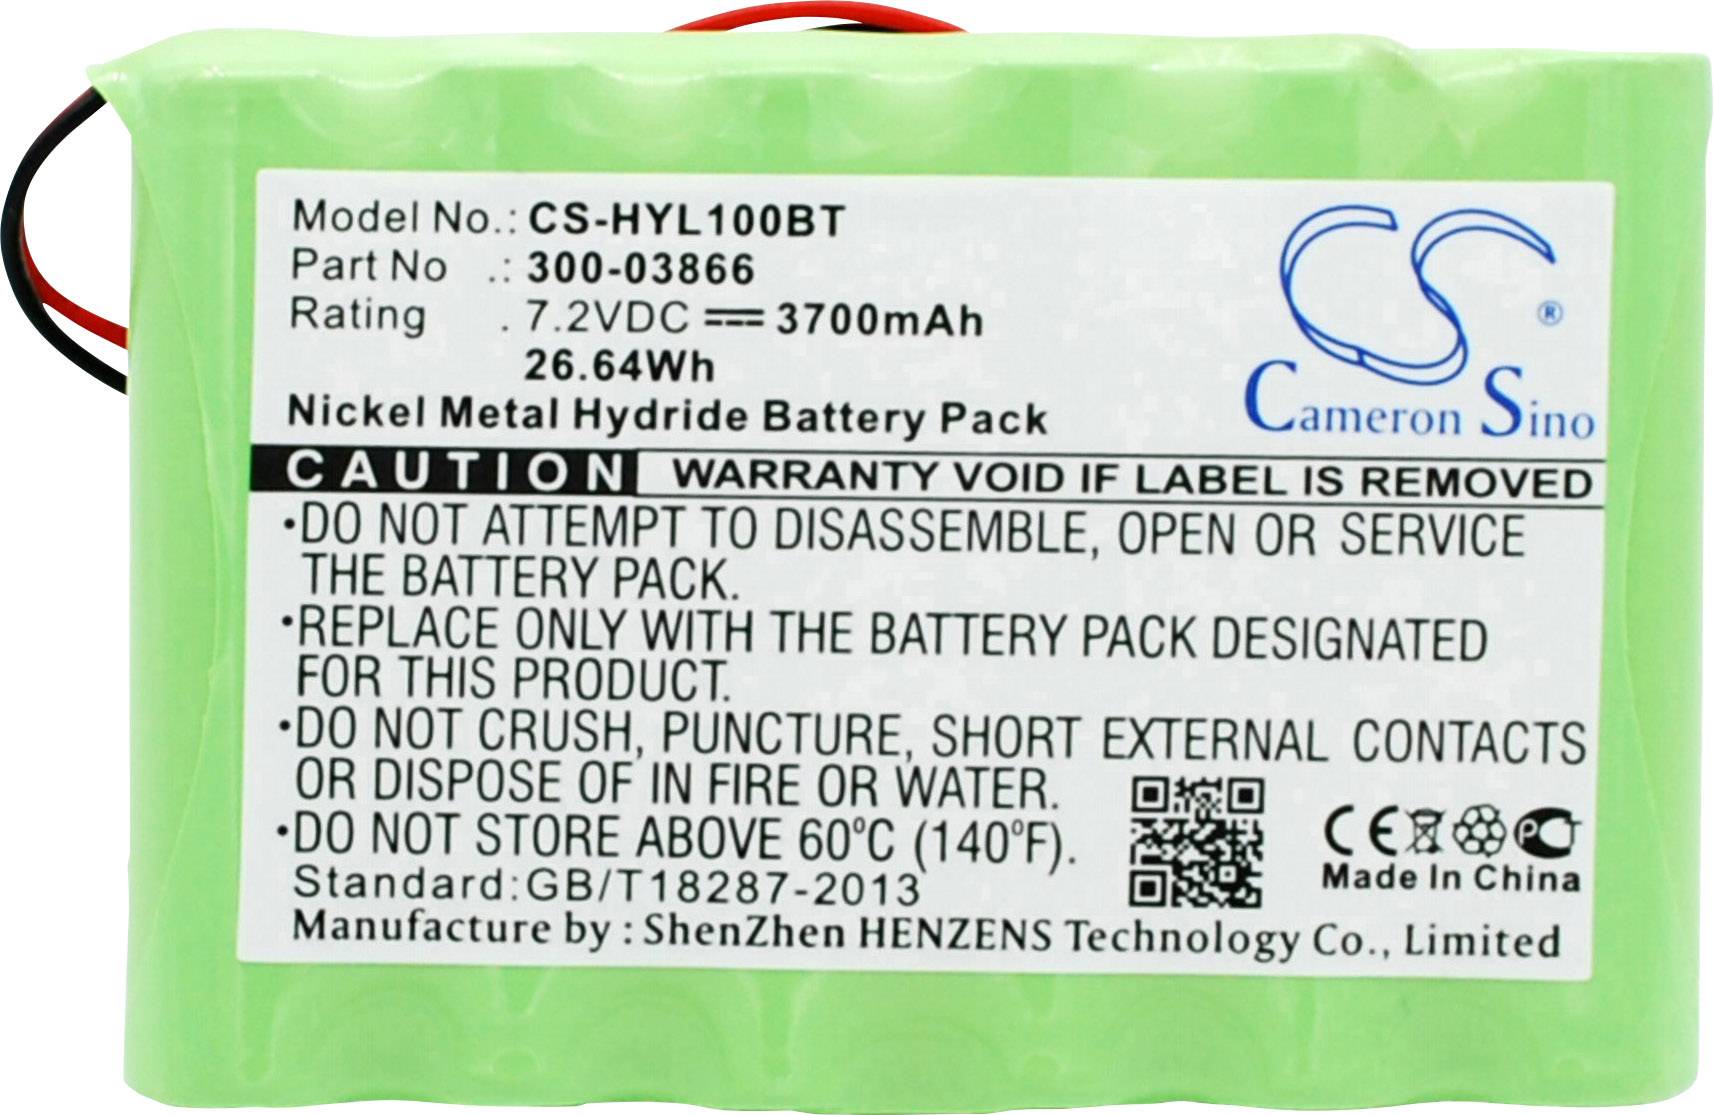 Model No.: CS-HYL100BT
Part No .: 300-03866
Rating . 7.2VDC 3700mAh
26.64Wh
Nickel Metal Hydride Battery Pack
CS ®
Cameron Sino
CAUTION WARRANTY VOID IF LABEL IS REMOVED
•DO NOT ATTEMPT TO DISASSEMBLE, OPEN OR SERVICE
THE BATTERY PACK.
•REPLACE ONLY WITH THE BATTERY PACK DESIGNATED
FOR THIS PRODUCT.
•DO NOT CRUSH, PUNCTURE, SHORT EXTERNAL CONTACTS
OR DISPOSE OF IN FIRE OR WATER.
•DO NOT STORE ABOVE 60°C (140°F).
CE PCT
Made In China
Standard:GB/T18287-2013
Manufacture by : ShenZhen HENZENS Technology Co., Limited